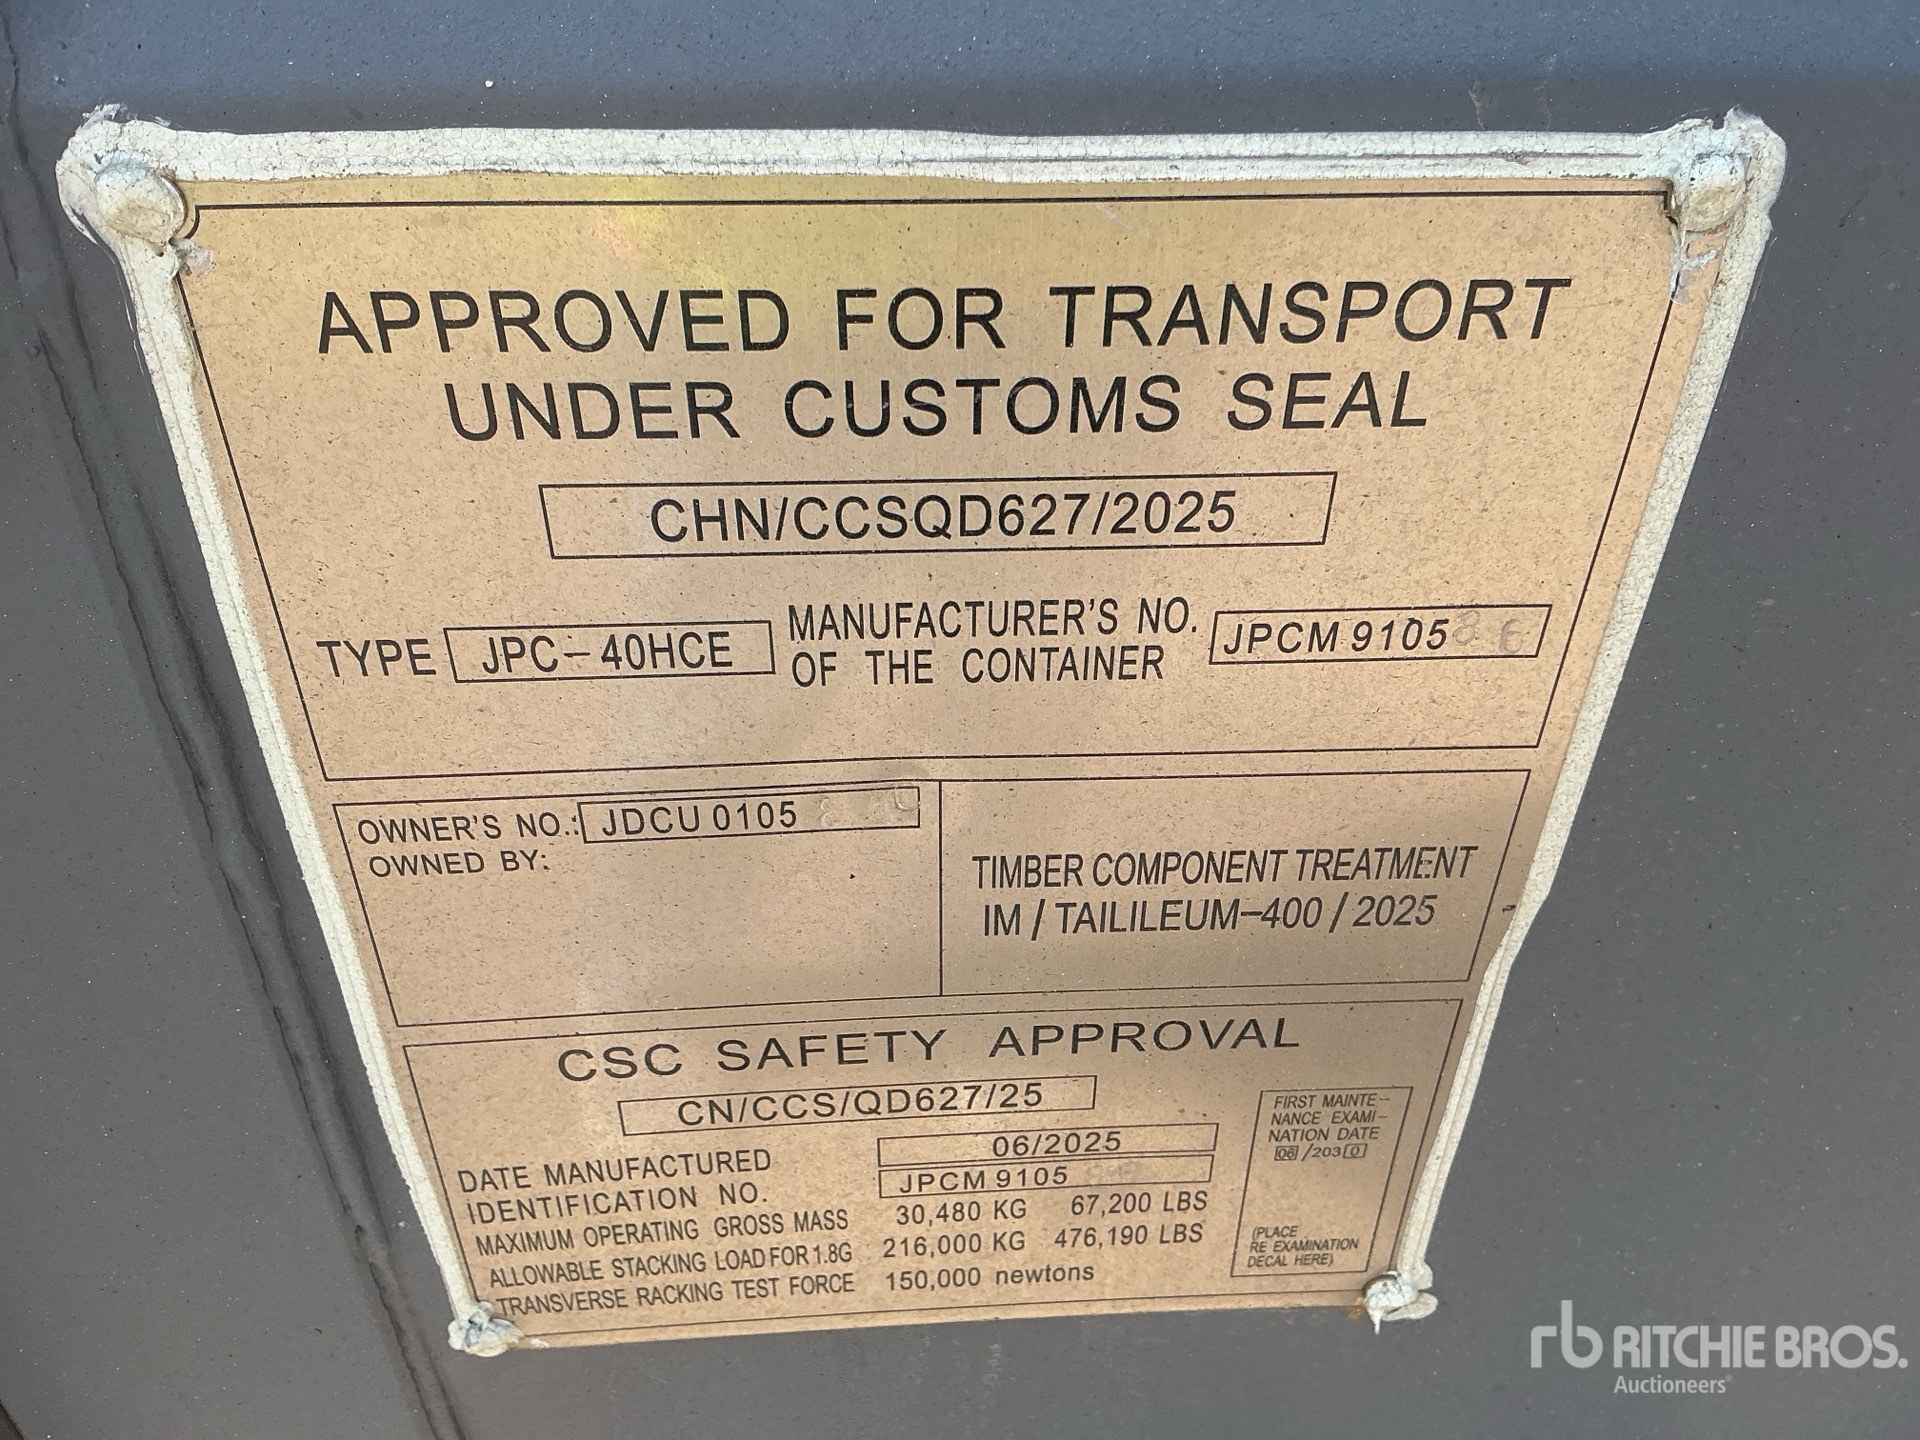 APPROVED FOR TRANSPORT
UNDER CUSTOMS SEAL
CHN/CCSQD627/2025
TYPE JPC-40HCE
MANUFACTURER'S NO.
OF THE CONTAINER
JPCM 9105
OWNER'S NO.: JDCU 0105
OWNED BY:
TIMBER COMPONENT TREATMENT
IM / TAILILEUM-400 / 2025
CSC SAFETY APPROVAL
CN/CCS/QD627/25
DATE MANUFACTURED 06/2025
IDENTIFICATION NO. JPCM 9105
MAXIMUM OPERATING GROSS MASS 30,480 KG 67,200 LBS
ALLOWABLE STACKING LOAD FOR 1.8G 216,000 KG 476,190 LBS
TRANSVERSE RACKING TEST FORCE 150,000 newtons
FIRST MAINTE-
NANCE EXAMI-
NATION DATE
06 /2030
(PLACE
RE EXAMINATION
DECAL HERE)
rb RITCHIE BROS.
Auctioneers